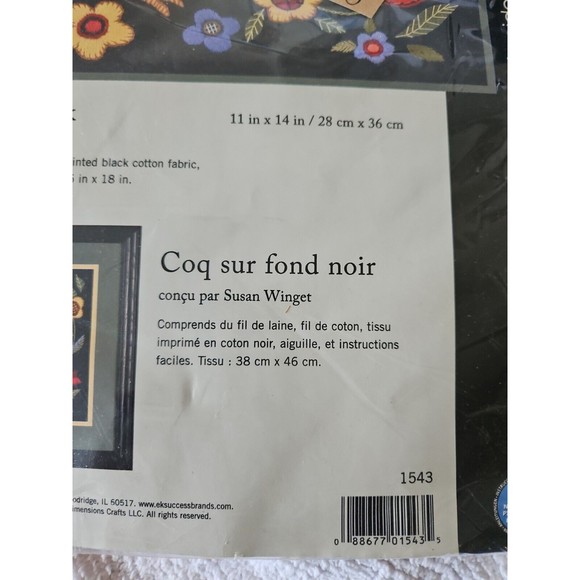 11 in x 14 in / 28 cm x 36 cm
black cotton fabric,
in x 18 in.
Coq sur fond noir
conçu par Susan Winget
Comprends du fil de laine, fil de coton, tissu
imprimé en coton noir, aiguille, et instructions
faciles. Tissu : 38 cm x 46 cm.
1543
IL 60517. www.eksuccessbrands.com.
Crafts LLC. All rights reserved.
0 88677 01543 5